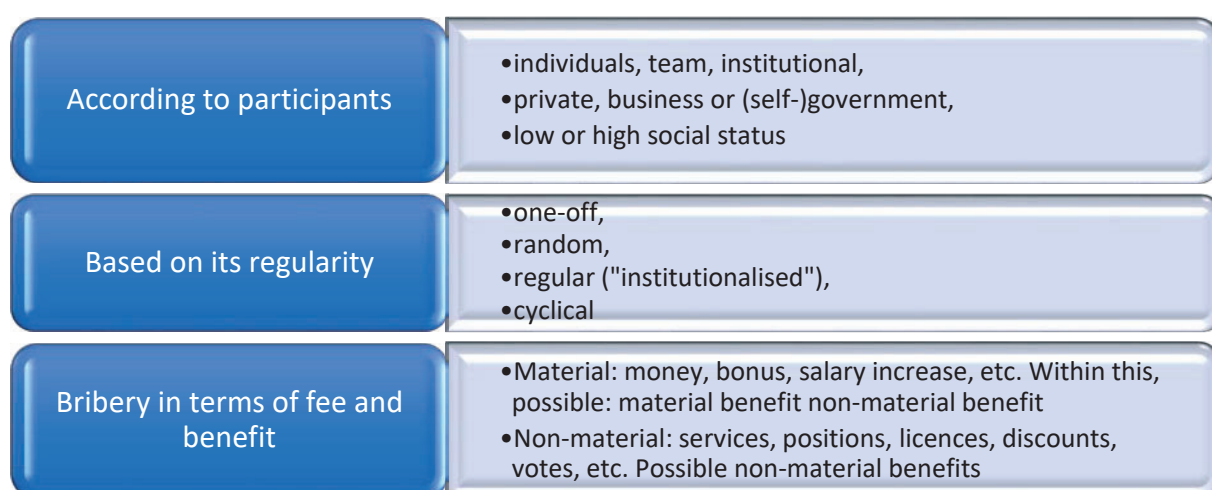 According to participants
•individuals, team, institutional,
•private, business or (self-)government,
•low or high social status
Based on its regularity
•one-off,
•random,
•regular ("institutionalised"),
•cyclical
Bribery in terms of fee and
benefit
•Material: money, bonus, salary increase, etc. Within this,
possible: material benefit non-material benefit
•Non-material: services, positions, licences, discounts,
votes, etc. Possible non-material benefits